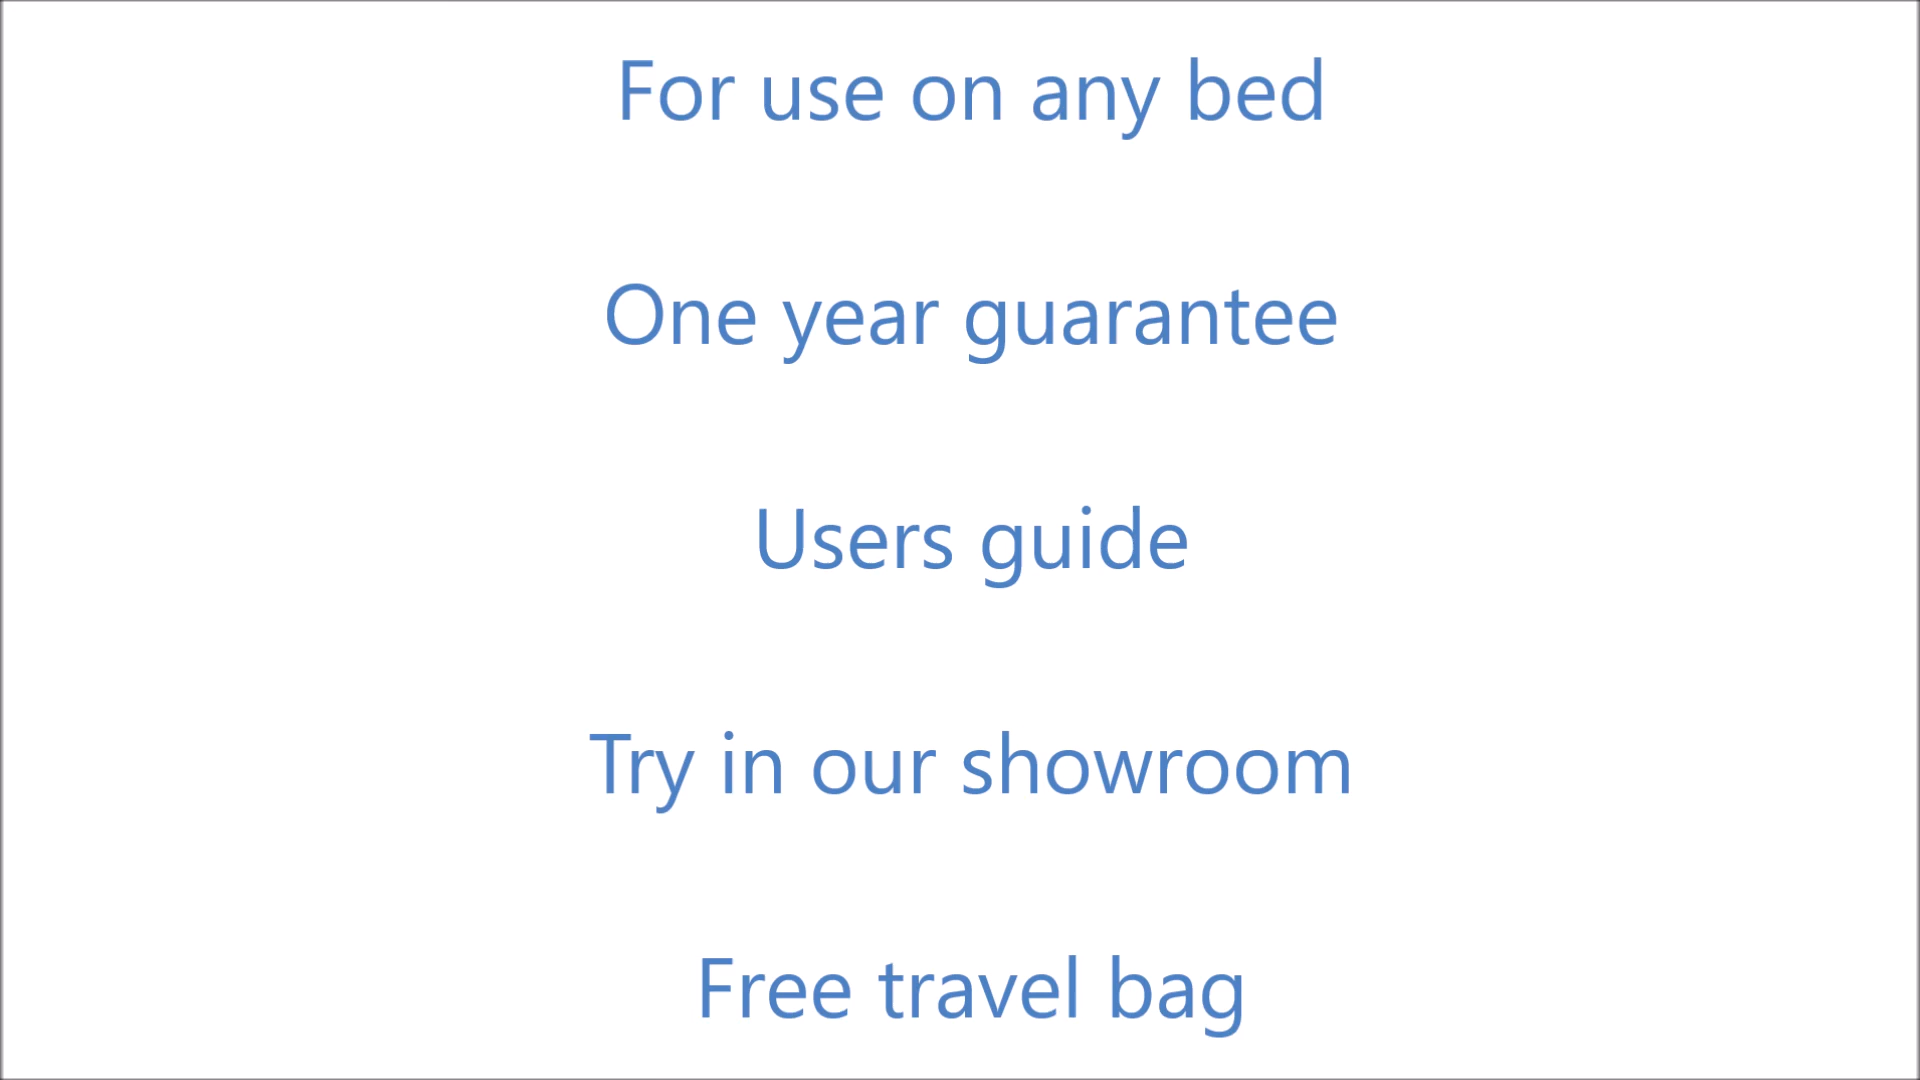 For use on any bed
One year guarantee
Users guide
Try in our showroom
Free travel bag